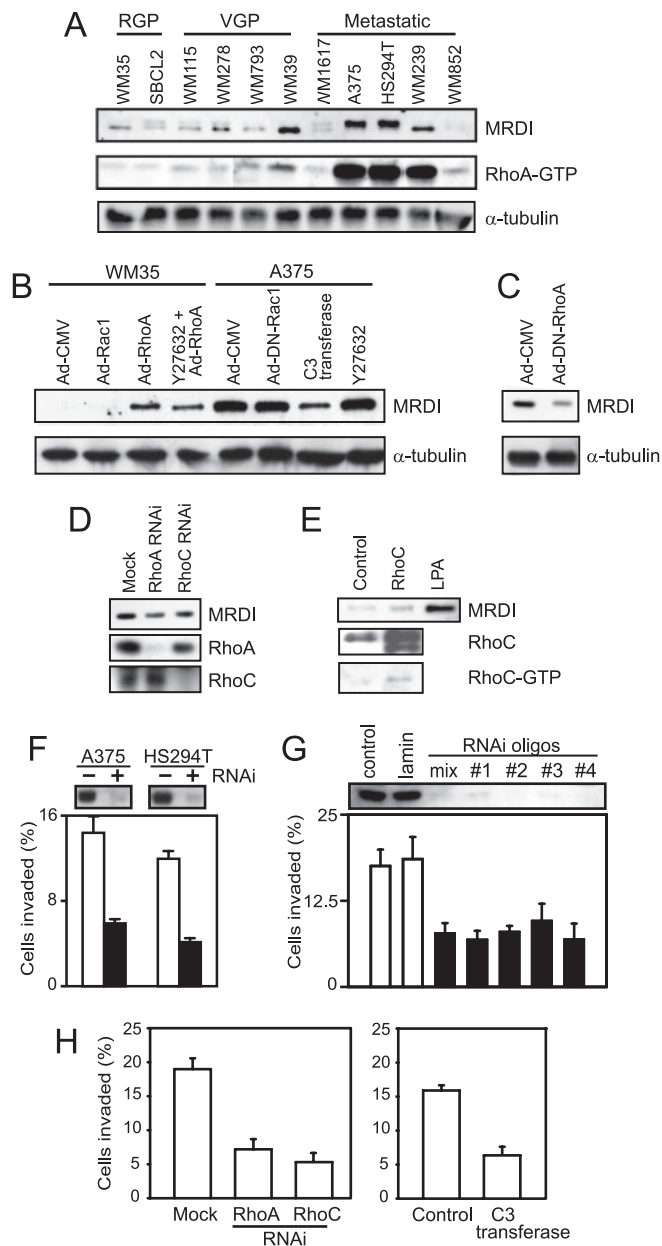 A
RGP VGP Metastatic
WM35 SBCL2 WM115 WM278 WM793 WM39 WM1617 A375 HS294T WM239 WM852
MRDI
RhoA-GTP
α-tubulin
B
WM35 A375
Ad-CMV Ad-Rac1 Ad-RhoA Y27632 + Ad-RhoA Ad-CMV Ad-DN-Rac1 C3 transferase Y27632
MRDI
α-tubulin
C
Ad-CMV Ad-DN-RhoA
MRDI
α-tubulin
D
Mock RhoA RNAi RhoC RNAi
MRDI
RhoA
RhoC
E
Control RhoC LPA
MRDI
RhoC
RhoC-GTP
F
A375 HS294T
– + – + RNAi
Cells invaded (%)
16
8
0
G
control lamin
RNAi oligos
mix #1 #2 #3 #4
Cells invaded (%)
25
12.5
0
H
Cells invaded (%)
25
20
15
10
5
0
Mock RhoA RhoC
RNAi
25
20
15
10
5
0
Control C3
transferase